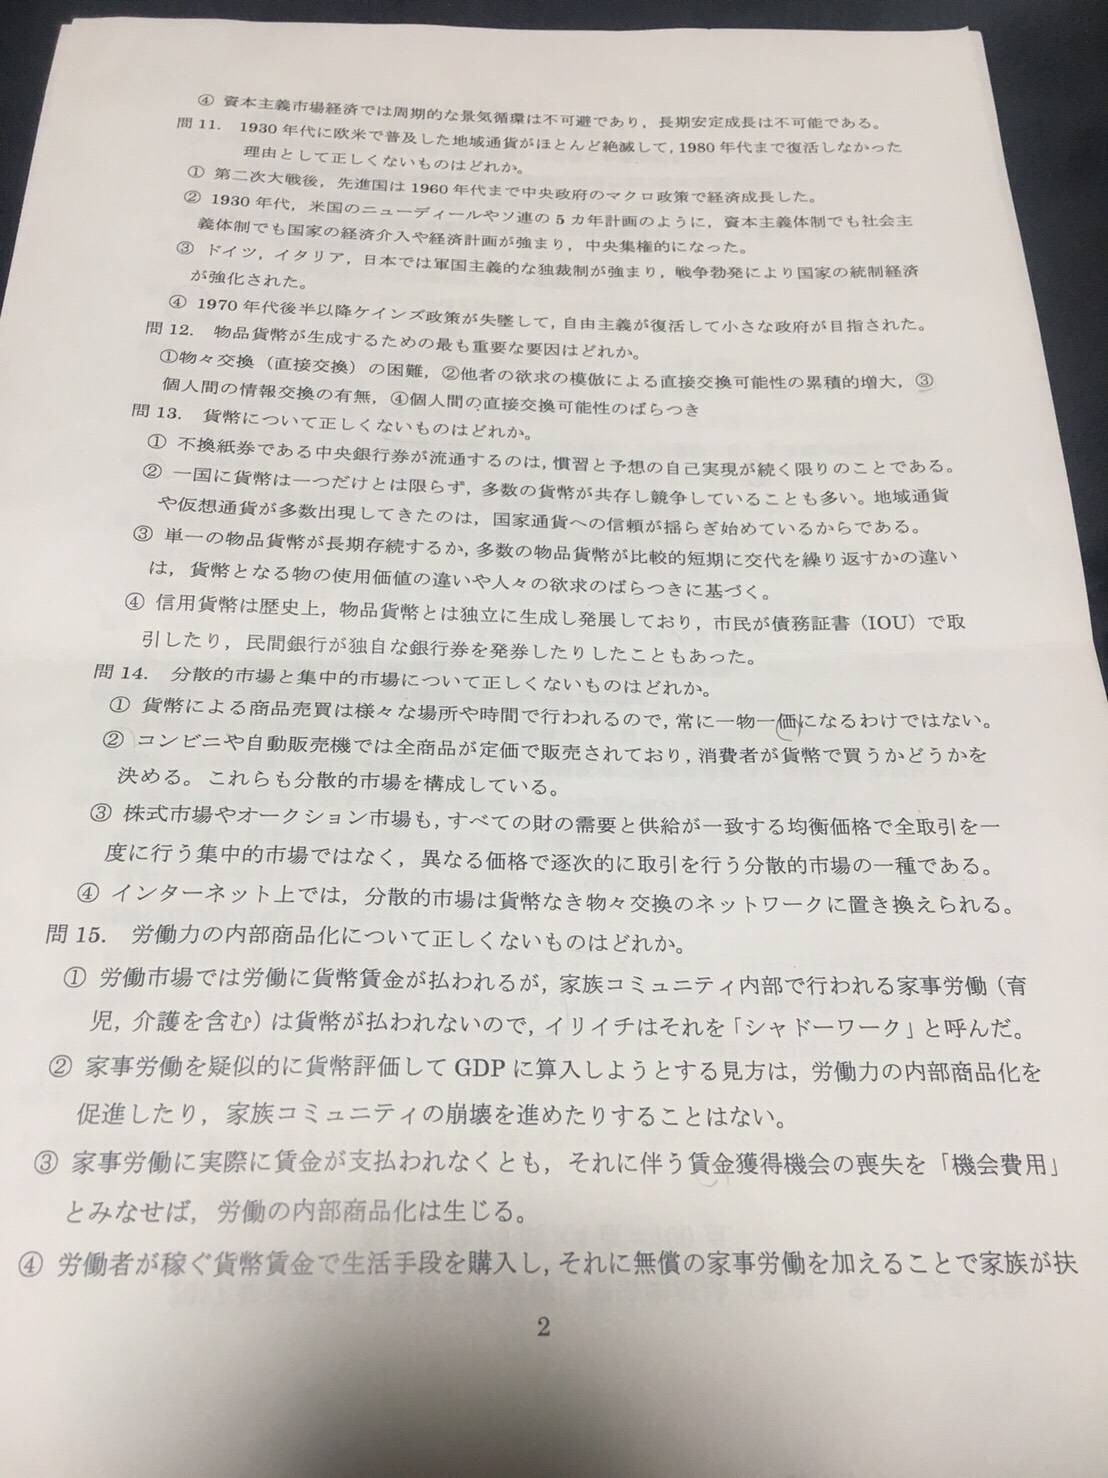 ④ 資本主義市場経済では周期的な景気循環は不可避であり，長期安定成長は不可能である。
問 11． 1930 年代に欧米で普及した地域通貨がほとんど絶滅して，1980 年代まで復活しなかった
理由として正しくないものはどれか。
① 第二次大戦後，先進国は 1960 年代まで中央政府のマクロ政策で経済成長した。
② 1930 年代，米国のニューディールやソ連の 5 カ年計画のように，資本主義体制でも社会主
義体制でも国家の経済介入や経済計画が強まり，中央集権的になった。
③ ドイツ，イタリア，日本では軍国主義的な独裁制が強まり，戦争勃発により国家の統制経済
が強化された。
④ 1970 年代後半以降ケインズ政策が失墜して，自由主義が復活して小さな政府が目指された。
問 12． 物品貨幣が生成するための最も重要な要因はどれか。
①物々交換（直接交換）の困難，②他者の欲求の模倣による直接交換可能性の累積的増大，③
個人間の情報交換の有無，④個人間の直接交換可能性のばらつき
問 13． 貨幣について正しくないものはどれか。
① 不換紙券である中央銀行券が流通するのは，慣習と予想の自己実現が続く限りのことである。
② 一国に貨幣は一つだけとは限らず，多数の貨幣が共存し競争していることも多い。地域通貨
や仮想通貨が多数出現してきたのは，国家通貨への信頼が揺らぎ始めているからである。
③ 単一の物品貨幣が長期存続するか，多数の物品貨幣が比較的短期に交代を繰り返すかの違い
は，貨幣となる物の使用価値の違いや人々の欲求のばらつきに基づく。
④ 信用貨幣は歴史上，物品貨幣とは独立に生成し発展しており，市民が債務証書（IOU）で取
引したり，民間銀行が独自な銀行券を発券したりしたこともあった。
問 14． 分散的市場と集中的市場について正しくないものはどれか。
① 貨幣による商品売買は様々な場所や時間で行われるので，常に一物一価になるわけではない。
② コンビニや自動販売機では全商品が定価で販売されており，消費者が貨幣で買うかどうかを
決める。これらも分散的市場を構成している。
③ 株式市場やオークション市場も，すべての財の需要と供給が一致する均衡価格で全取引を一
度に行う集中的市場ではなく，異なる価格で逐次的に取引を行う分散的市場の一種である。
④ インターネット上では，分散的市場は貨幣なき物々交換のネットワークに置き換えられる。
問 15． 労働力の内部商品化について正しくないものはどれか。
① 労働市場では労働に貨幣賃金が払われるが，家族コミュニティ内部で行われる家事労働（育
児，介護を含む）は貨幣が払われないので，イリイチはそれを「シャドーワーク」と呼んだ。
② 家事労働を疑似的に貨幣評価して GDP に算入しようとする見方は，労働力の内部商品化を
促進したり，家族コミュニティの崩壊を進めたりすることはない。
③ 家事労働に実際に賃金が支払われなくとも，それに伴う賃金獲得機会の喪失を「機会費用」
とみなせば，労働の内部商品化は生じる。
④ 労働者が稼ぐ貨幣賃金で生活手段を購入し，それに無償の家事労働を加えることで家族が扶
2